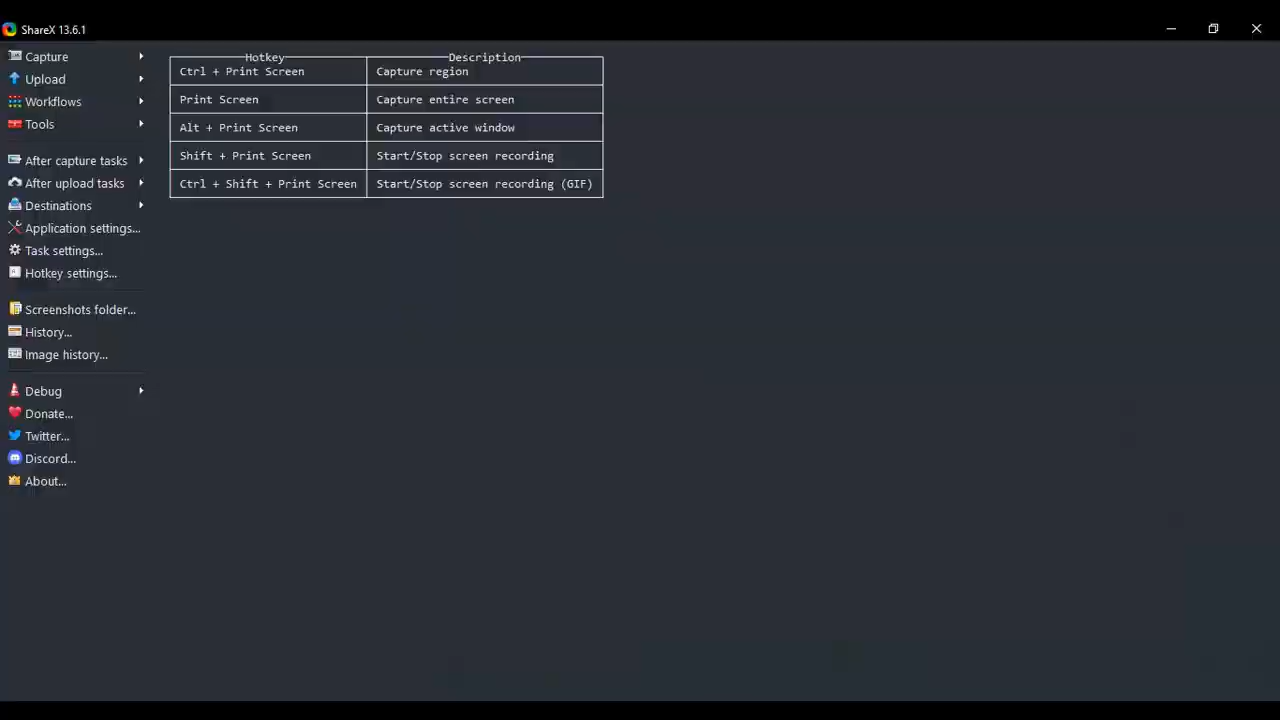 ShareX 13.6.1
Capture
Upload
Workflows
Tools
After capture tasks
After upload tasks
Destinations
Application settings...
Task settings...
Hotkey settings...
Screenshots folder...
History...
Image history...
Debug
Donate...
Twitter...
Discord...
About...
Hotkey Description
Ctrl + Print Screen Capture region
Print Screen Capture entire screen
Alt + Print Screen Capture active window
Shift + Print Screen Start/Stop screen recording
Ctrl + Shift + Print Screen Start/Stop screen recording (GIF)